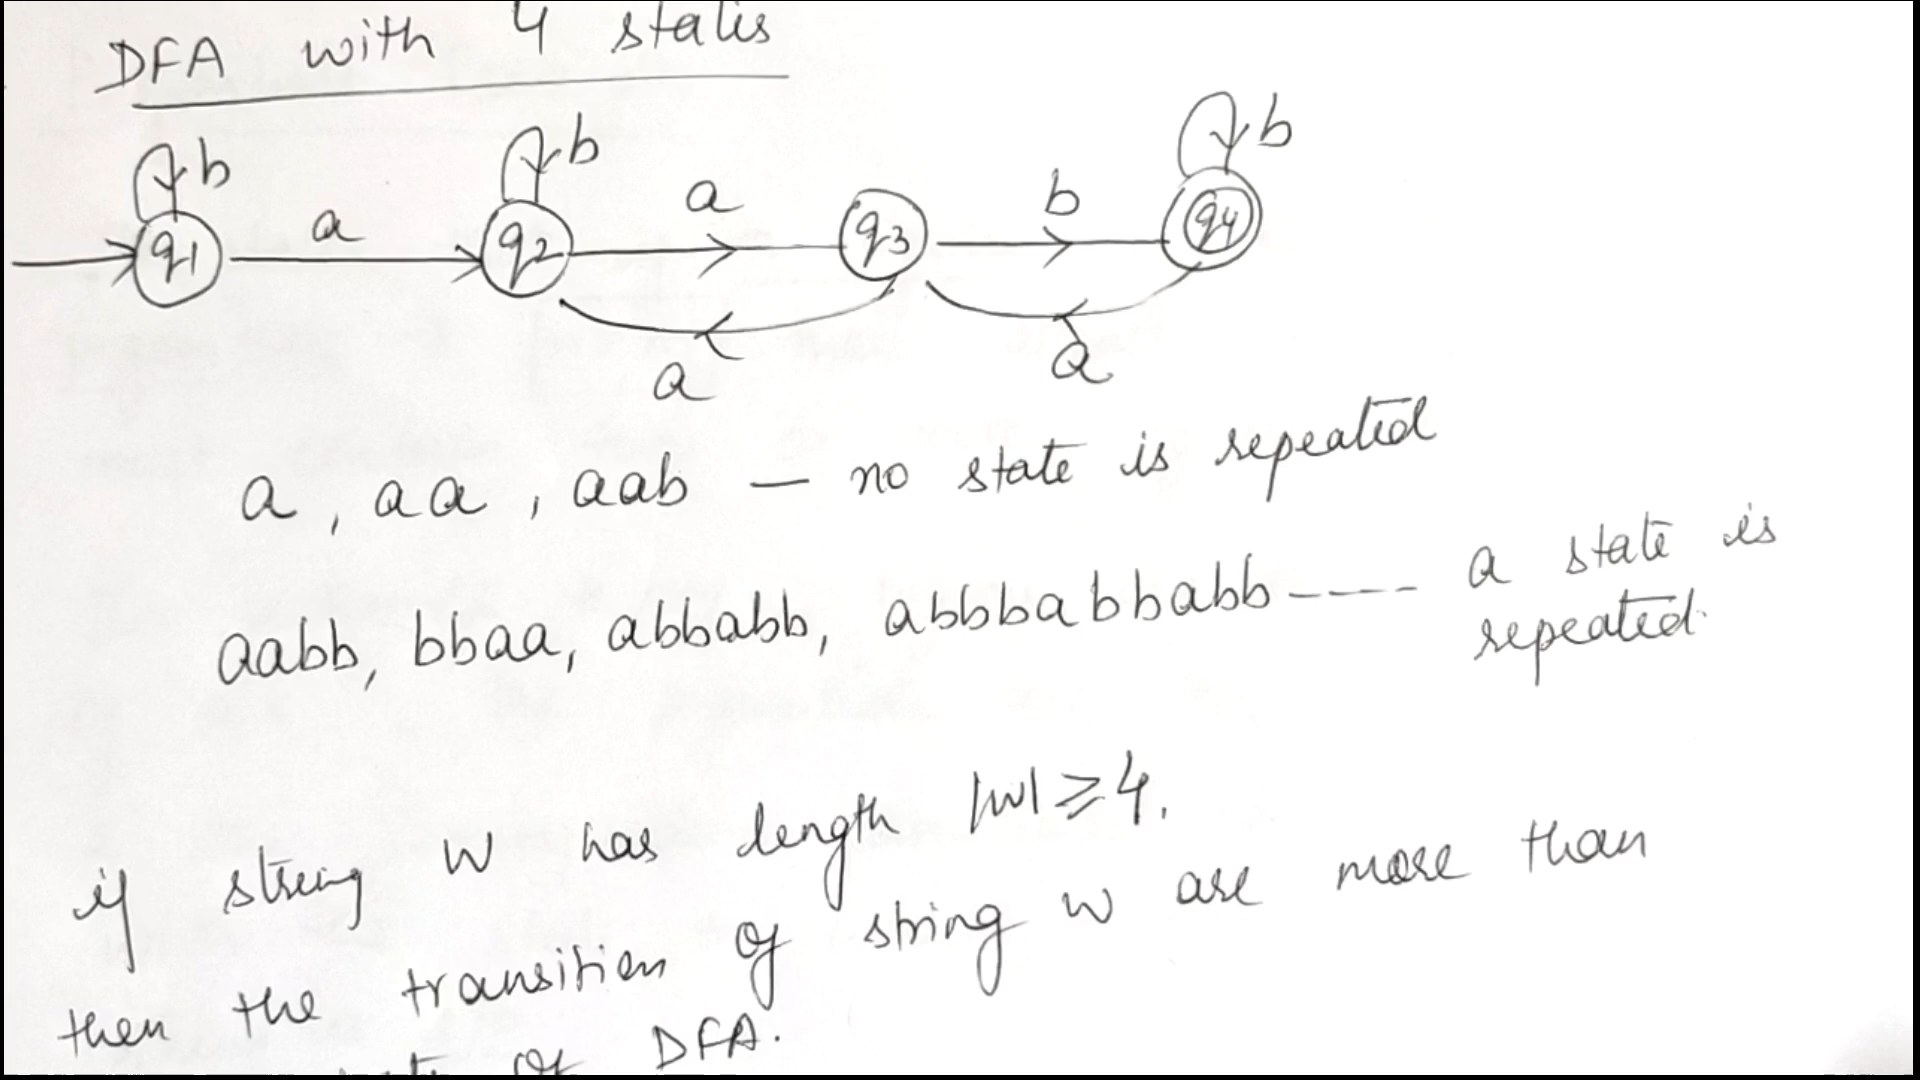 DFA with 4 states
b b b
a a b
q1 q2 q3 q4
a a
a, aa, aab — no state is repeated
aabb, bbaa, abbabb, abbbabbabb ---- a state is
repeated.
if string w has length |w| ≥ 4.
then the transition of string w are more than
of DFA.